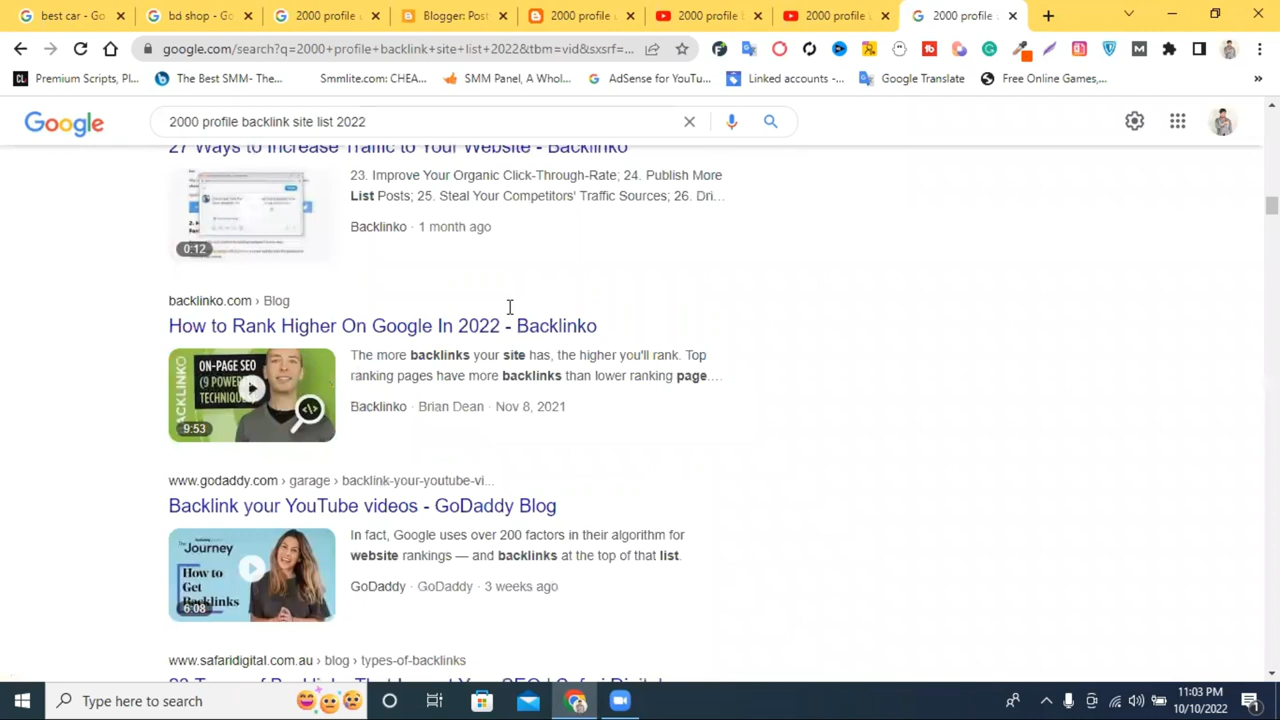 best car - Go
bd shop - Go
2000 profile
Blogger: Post
2000 profile
2000 profile
2000 profile
2000 profile
google.com/search?q=2000+profile+backlink+site+list+2022&tbm=vid&sxsrf=...
Premium Scripts, Pl...
The Best SMM- The...
Smmlite.com: CHEA...
SMM Panel, A Whol...
AdSense for YouTu...
Linked accounts -...
Google Translate
Free Online Games,...
»
Google
2000 profile backlink site list 2022
27 Ways to Increase Traffic to Your Website - Backlinko
23. Improve Your Organic Click-Through-Rate; 24. Publish More
List Posts; 25. Steal Your Competitors' Traffic Sources; 26. Dri...
0:12
Backlinko · 1 month ago
backlinko.com › Blog
How to Rank Higher On Google In 2022 - Backlinko
BACKLINKO
ON-PAGE SEO
(9 POWERFUL
TECHNIQUES)
9:53
The more backlinks your site has, the higher you'll rank. Top
ranking pages have more backlinks than lower ranking page....
Backlinko · Brian Dean · Nov 8, 2021
www.godaddy.com › garage › backlink-your-youtube-vi...
Backlink your YouTube videos - GoDaddy Blog
The Journey
How to
Get
Backlinks
6:08
In fact, Google uses over 200 factors in their algorithm for
website rankings — and backlinks at the top of that list.
GoDaddy · GoDaddy · 3 weeks ago
www.safaridigital.com.au › blog › types-of-backlinks
Type here to search
11:03 PM
10/10/2022
1